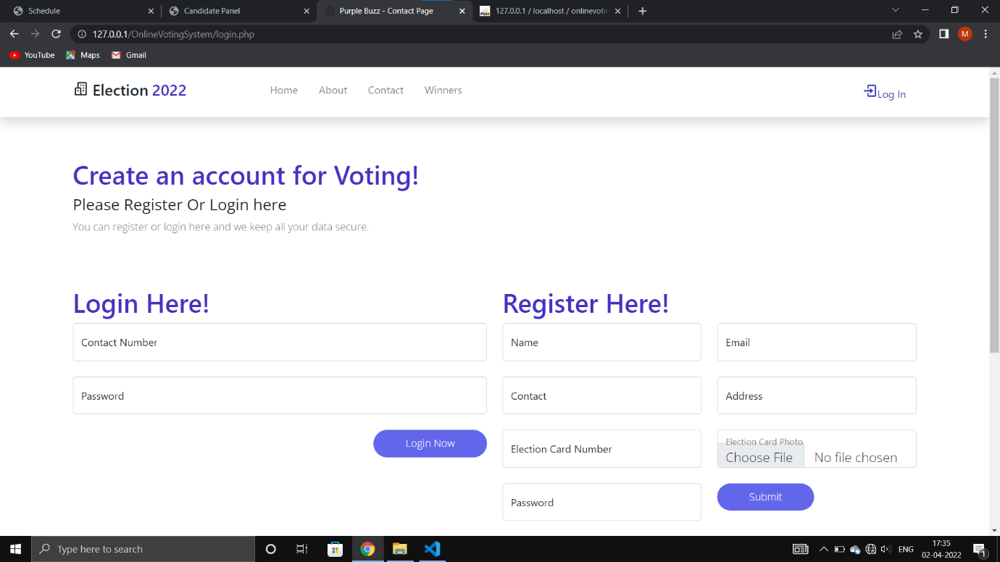 Schedule
Candidate Panel
Purple Buzz - Contact Page
127.0.0.1 / localhost / onlinevotin
127.0.0.1/OnlineVotingSystem/login.php
M
YouTube
Maps
Gmail
Election 2022
Home
About
Contact
Winners
Log In
Create an account for Voting!
Please Register Or Login here
You can register or login here and we keep all your data secure.
Login Here!
Register Here!
Contact Number
Name
Email
Password
Contact
Address
Login Now
Election Card Number
Election Card Photo
Choose File No file chosen
Password
Submit
Type here to search
ENG
17:35
02-04-2022
1